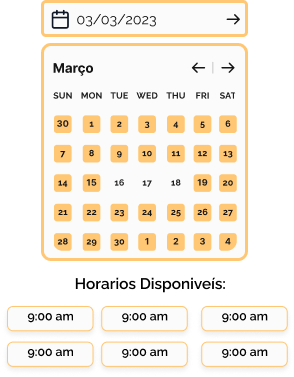 03/03/2023
Março
SUN MON TUE WED THU FRI SAT
30 1 2 3 4 5 6
7 8 9 10 11 12 13
14 15 16 17 18 19 20
21 22 23 24 25 26 27
28 29 30 1 2 3 4
Horarios Disponiveís:
9:00 am 9:00 am 9:00 am
9:00 am 9:00 am 9:00 am